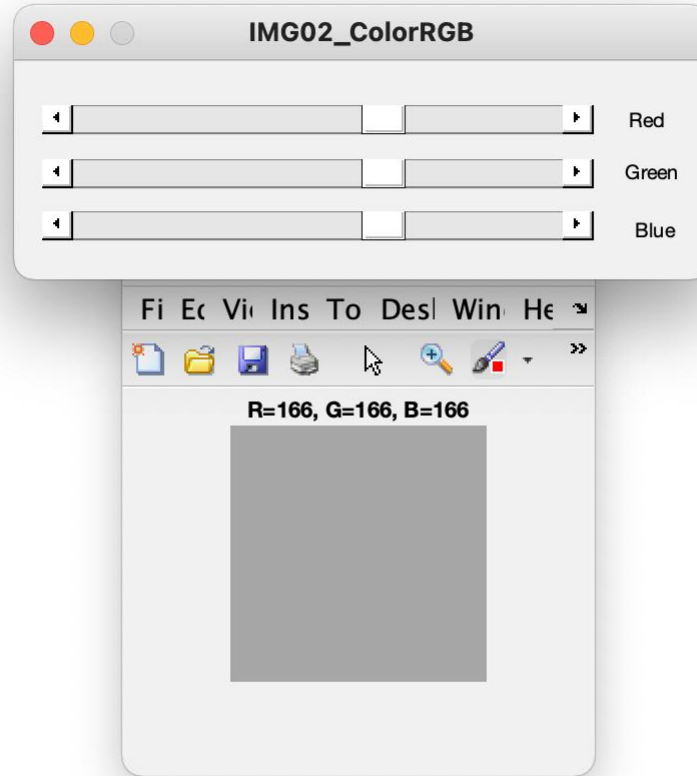 IMG02_ColorRGB
Red
Green
Blue
Fi Ec Vi Ins To Desl Win He
R=166, G=166, B=166